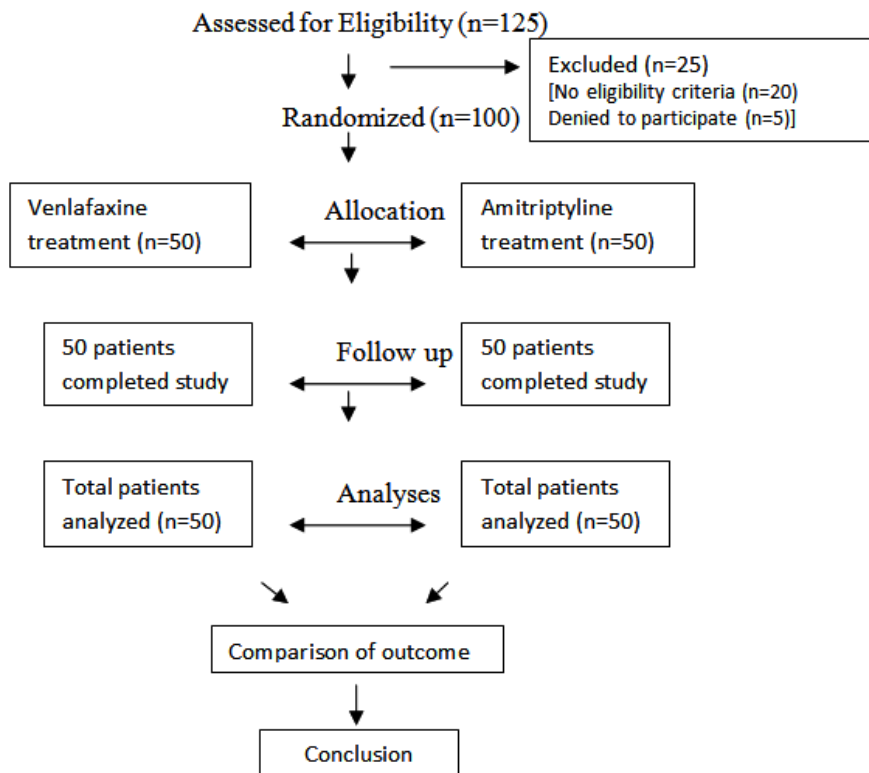 Assessed for Eligibility (n=125)
Excluded (n=25)
[No eligibility criteria (n=20)
Denied to participate (n=5)]
Randomized (n=100)
Allocation
Venlafaxine
treatment (n=50)
Amitriptyline
treatment (n=50)
Follow up
50 patients
completed study
50 patients
completed study
Analyses
Total patients
analyzed (n=50)
Total patients
analyzed (n=50)
Comparison of outcome
Conclusion